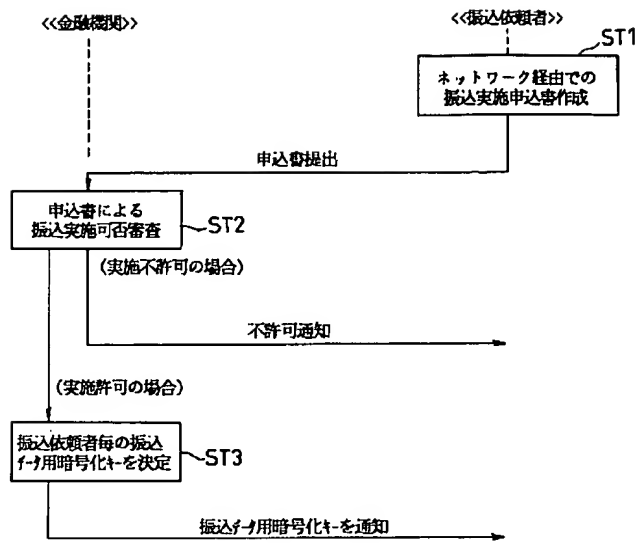 <<金融機関>>
<<振込依頼者>>
ST1
ネットワーク経由での
振込実施申込書作成
申込書提出
申込書による
振込実施可否審査
ST2
(実施不許可の場合)
不許可通知
(実施許可の場合)
振込依頼者毎の振込
データ用暗号化キーを決定
ST3
振込データ用暗号化キーを通知